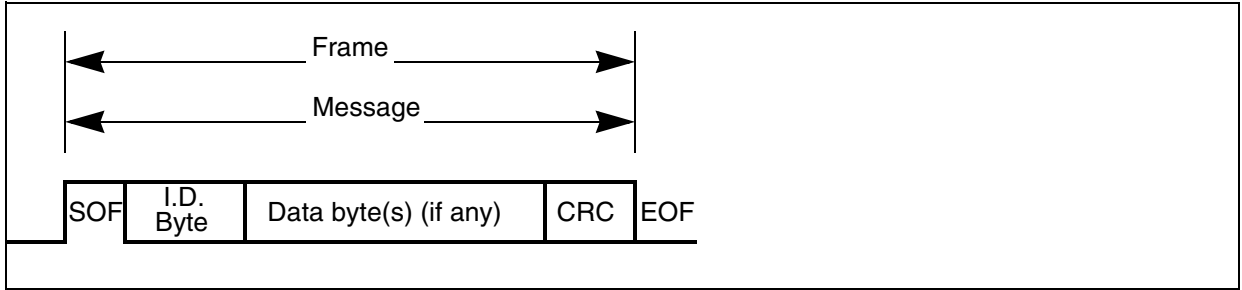 Frame
Message
SOF
I.D.
Byte
Data byte(s) (if any)
CRC
EOF